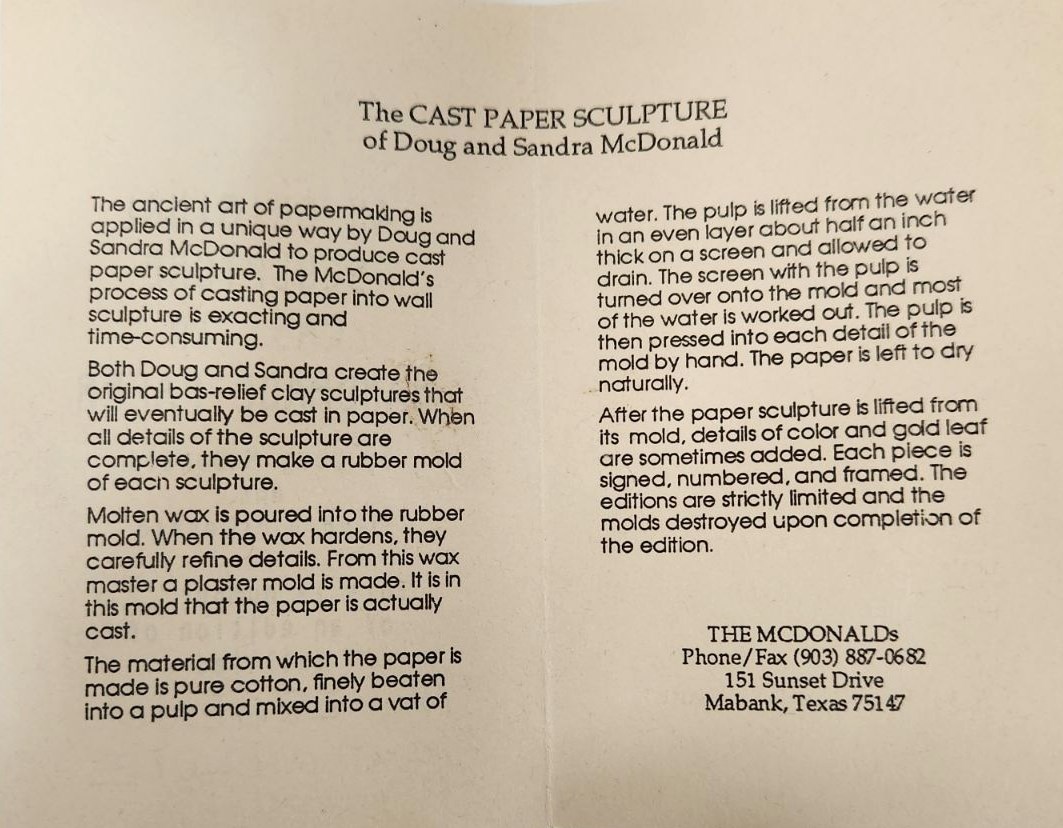 The CAST PAPER SCULPTURE
of Doug and Sandra McDonald
The ancient art of papermaking is
applied in a unique way by Doug and
Sandra McDonald to produce cast
paper sculpture. The McDonald's
process of casting paper into wall
sculpture is exacting and
time-consuming.
Both Doug and Sandra create the
original bas-relief clay sculptures that
will eventually be cast in paper. When
all details of the sculpture are
complete, they make a rubber mold
of each sculpture.
Molten wax is poured into the rubber
mold. When the wax hardens, they
carefully refine details. From this wax
master a plaster mold is made. It is in
this mold that the paper is actually
cast.
The material from which the paper is
made is pure cotton, finely beaten
into a pulp and mixed into a vat of
water. The pulp is lifted from the water
in an even layer about half an inch
thick on a screen and allowed to
drain. The screen with the pulp is
turned over onto the mold and most
of the water is worked out. The pulp is
then pressed into each detail of the
mold by hand. The paper is left to dry
naturally.
After the paper sculpture is lifted from
its mold, details of color and gold leaf
are sometimes added. Each piece is
signed, numbered, and framed. The
editions are strictly limited and the
molds destroyed upon completion of
the edition.
THE MCDONALDs
Phone/Fax (903) 887-0682
151 Sunset Drive
Mabank, Texas 75147